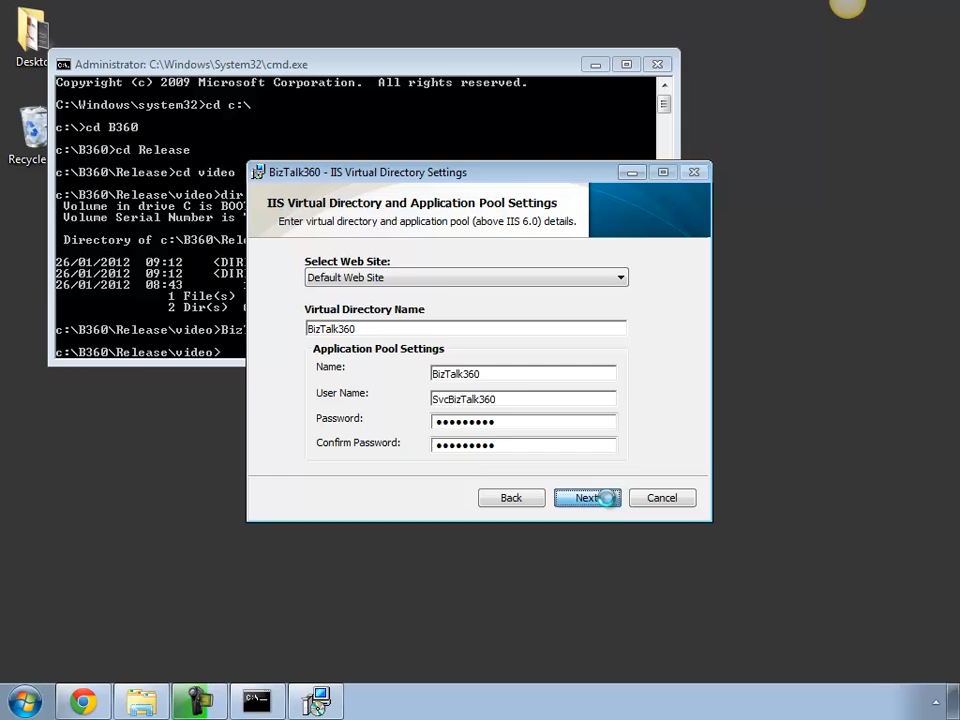 Deskto
Recycle
Administrator: C:\Windows\System32\cmd.exe
Copyright (c) 2009 Microsoft Corporation.  All rights reserved.
C:\Windows\system32>cd c:\
c:\>cd B360
c:\B360>cd Release
c:\B360\Release>cd video
c:\B360\Release\video>dir
Volume in drive C is BOO
Volume Serial Number is
Directory of c:\B360\Rel
26/01/2012  09:12    <DIR
26/01/2012  09:12    <DIR
26/01/2012  08:43
1 File(s)
2 Dir(s)
c:\B360\Release\video>Biz
c:\B360\Release\video>
BizTalk360 - IIS Virtual Directory Settings
IIS Virtual Directory and Application Pool Settings
Enter virtual directory and application pool (above IIS 6.0) details.
Select Web Site:
Default Web Site
Virtual Directory Name
BizTalk360
Application Pool Settings
Name:
BizTalk360
User Name:
SvcBizTalk360
Password:
•••••••••
Confirm Password:
•••••••••
Back
Next
Cancel